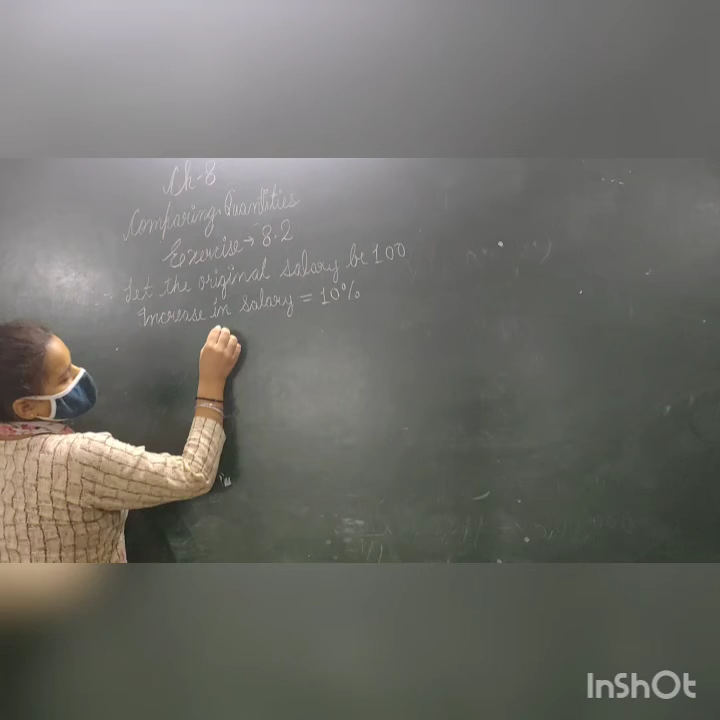 Ch-8
Comparing Quantities
Exercise → 8.2
Let the original salary be 100
Increase in salary = 10%
InShOt